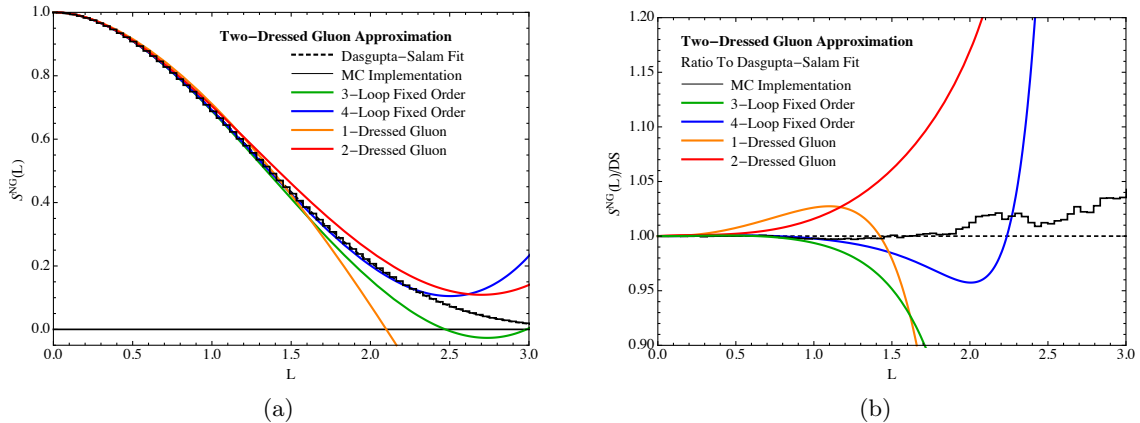 Two-Dressed Gluon Approximation
Dasgupta-Salam Fit
MC Implementation
3-Loop Fixed Order
4-Loop Fixed Order
1-Dressed Gluon
2-Dressed Gluon
S^NG(L)
1.0
0.8
0.6
0.4
0.2
0.0
0.0 0.5 1.0 1.5 2.0 2.5 3.0
L
(a)
Two-Dressed Gluon Approximation
Ratio To Dasgupta-Salam Fit
MC Implementation
3-Loop Fixed Order
4-Loop Fixed Order
1-Dressed Gluon
2-Dressed Gluon
S^NG(L)/DS
1.20
1.15
1.10
1.05
1.00
0.95
0.90
0.0 0.5 1.0 1.5 2.0 2.5 3.0
L
(b)